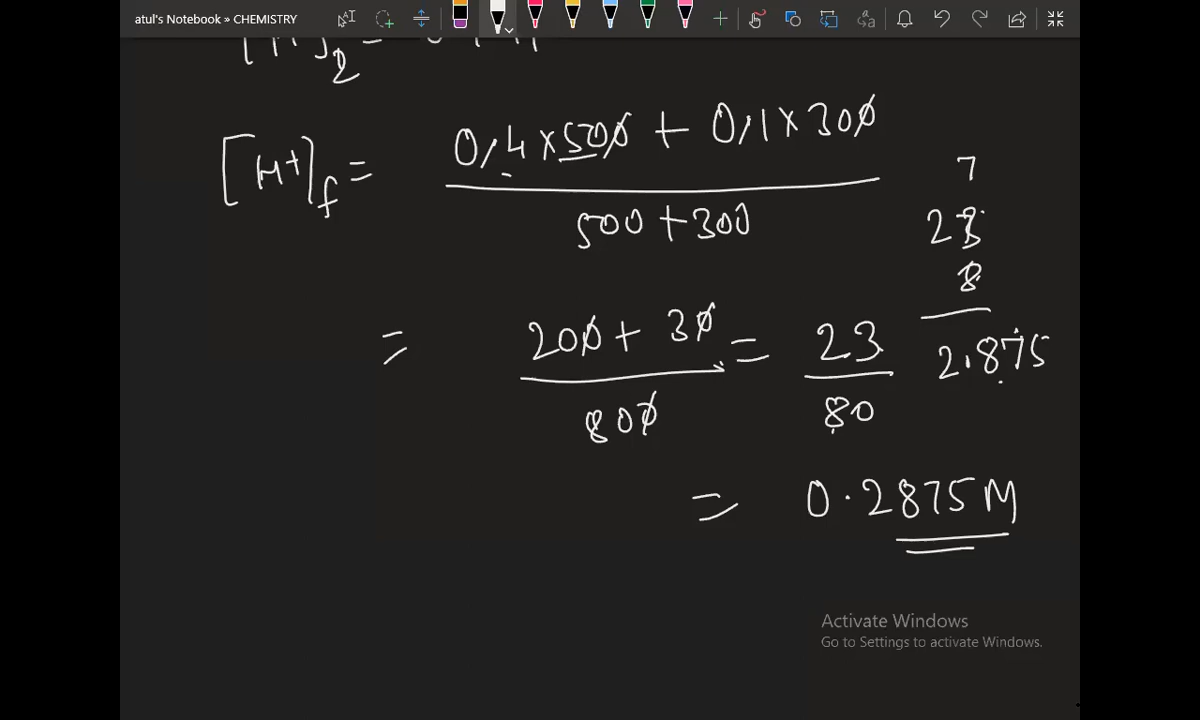 atul's Notebook » CHEMISTRY
[H+]f = 0.4 × 500 + 0.1 × 300
500 + 300
= 200 + 30 = 23
800 80
7
23
8
2.875
= 0.2875 M
Activate Windows
Go to Settings to activate Windows.